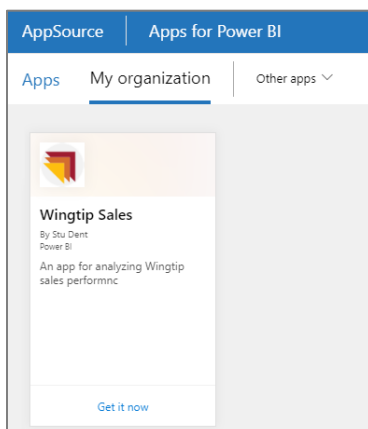 AppSource Apps for Power BI
Apps My organization Other apps
Wingtip Sales
By Stu Dent
Power BI
An app for analyzing Wingtip
sales performnc
Get it now